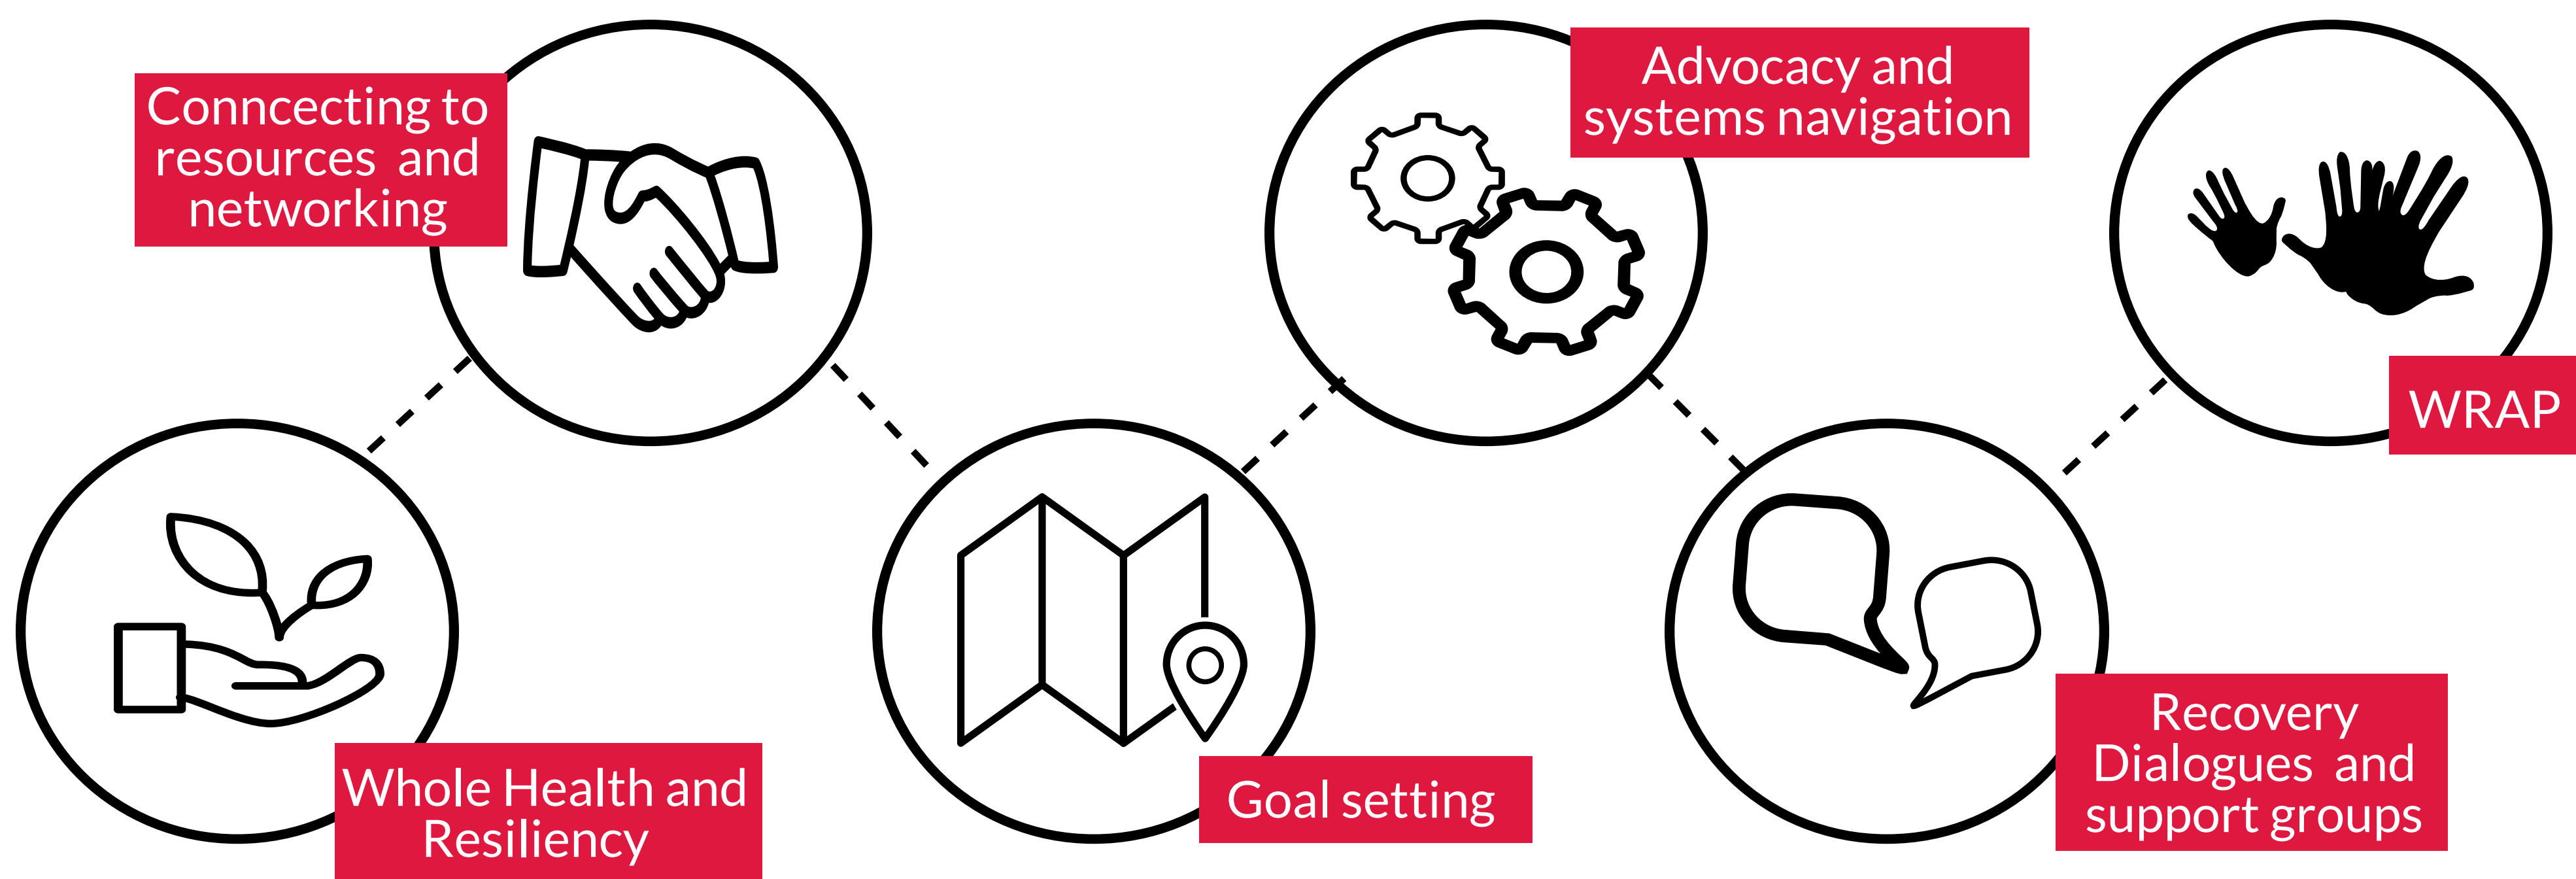 Conncecting to
resources and
networking
Advocacy and
systems navigation
WRAP
Whole Health and
Resiliency
Goal setting
Recovery
Dialogues and
support groups